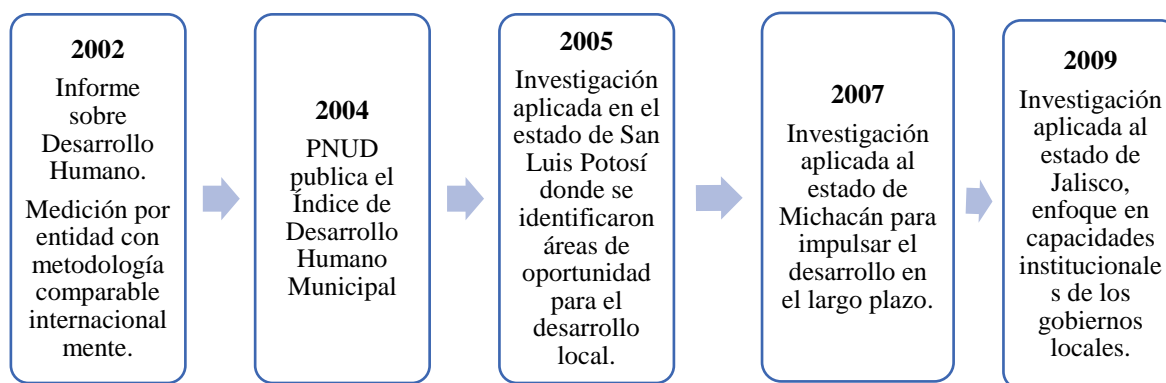 2002
Informe
sobre
Desarrollo
Humano.
Medición por
entidad con
metodología
comparable
internacional
mente.
2004
PNUD
publica el
Índice de
Desarrollo
Humano
Municipal
2005
Investigación
aplicada en el
estado de San
Luis Potosí
donde se
identificaron
áreas de
oportunidad
para el
desarrollo
local.
2007
Investigación
aplicada al
estado de
Michacán para
impulsar el
desarrollo en
el largo plazo.
2009
Investigación
aplicada al
estado de
Jalisco,
enfoque en
capacidades
institucionale
s de los
gobiernos
locales.